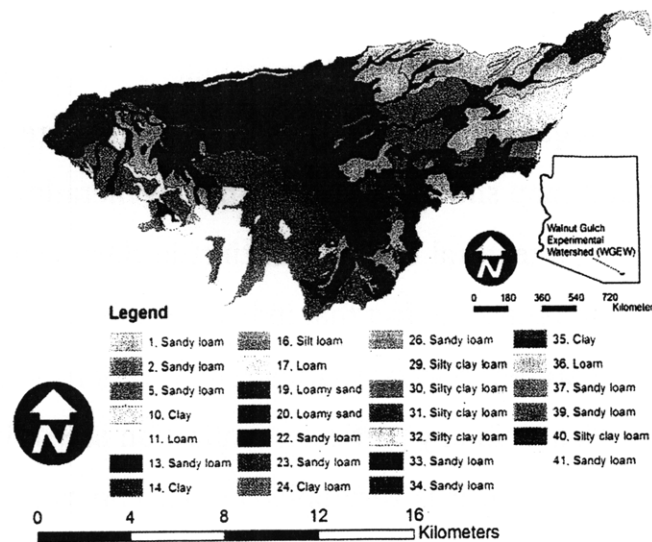 Walnut Gulch
Experimental
Watershed (WGEW)
N
0 180 360 540 720
Kilometer
Legend
1. Sandy loam
2. Sandy loam
5. Sandy loam
10. Clay
11. Loam
13. Sandy loam
14. Clay
16. Silt loam
17. Loam
19. Loamy sand
20. Loamy sand
22. Sandy loam
23. Sandy loam
24. Clay loam
26. Sandy loam
29. Silty clay loam
30. Silty clay loam
31. Silty clay loam
32. Silty clay loam
33. Sandy loam
34. Sandy loam
35. Clay
36. Loam
37. Sandy loam
39. Sandy loam
40. Silty clay loam
41. Sandy loam
N
0 4 8 12 16
Kilometers